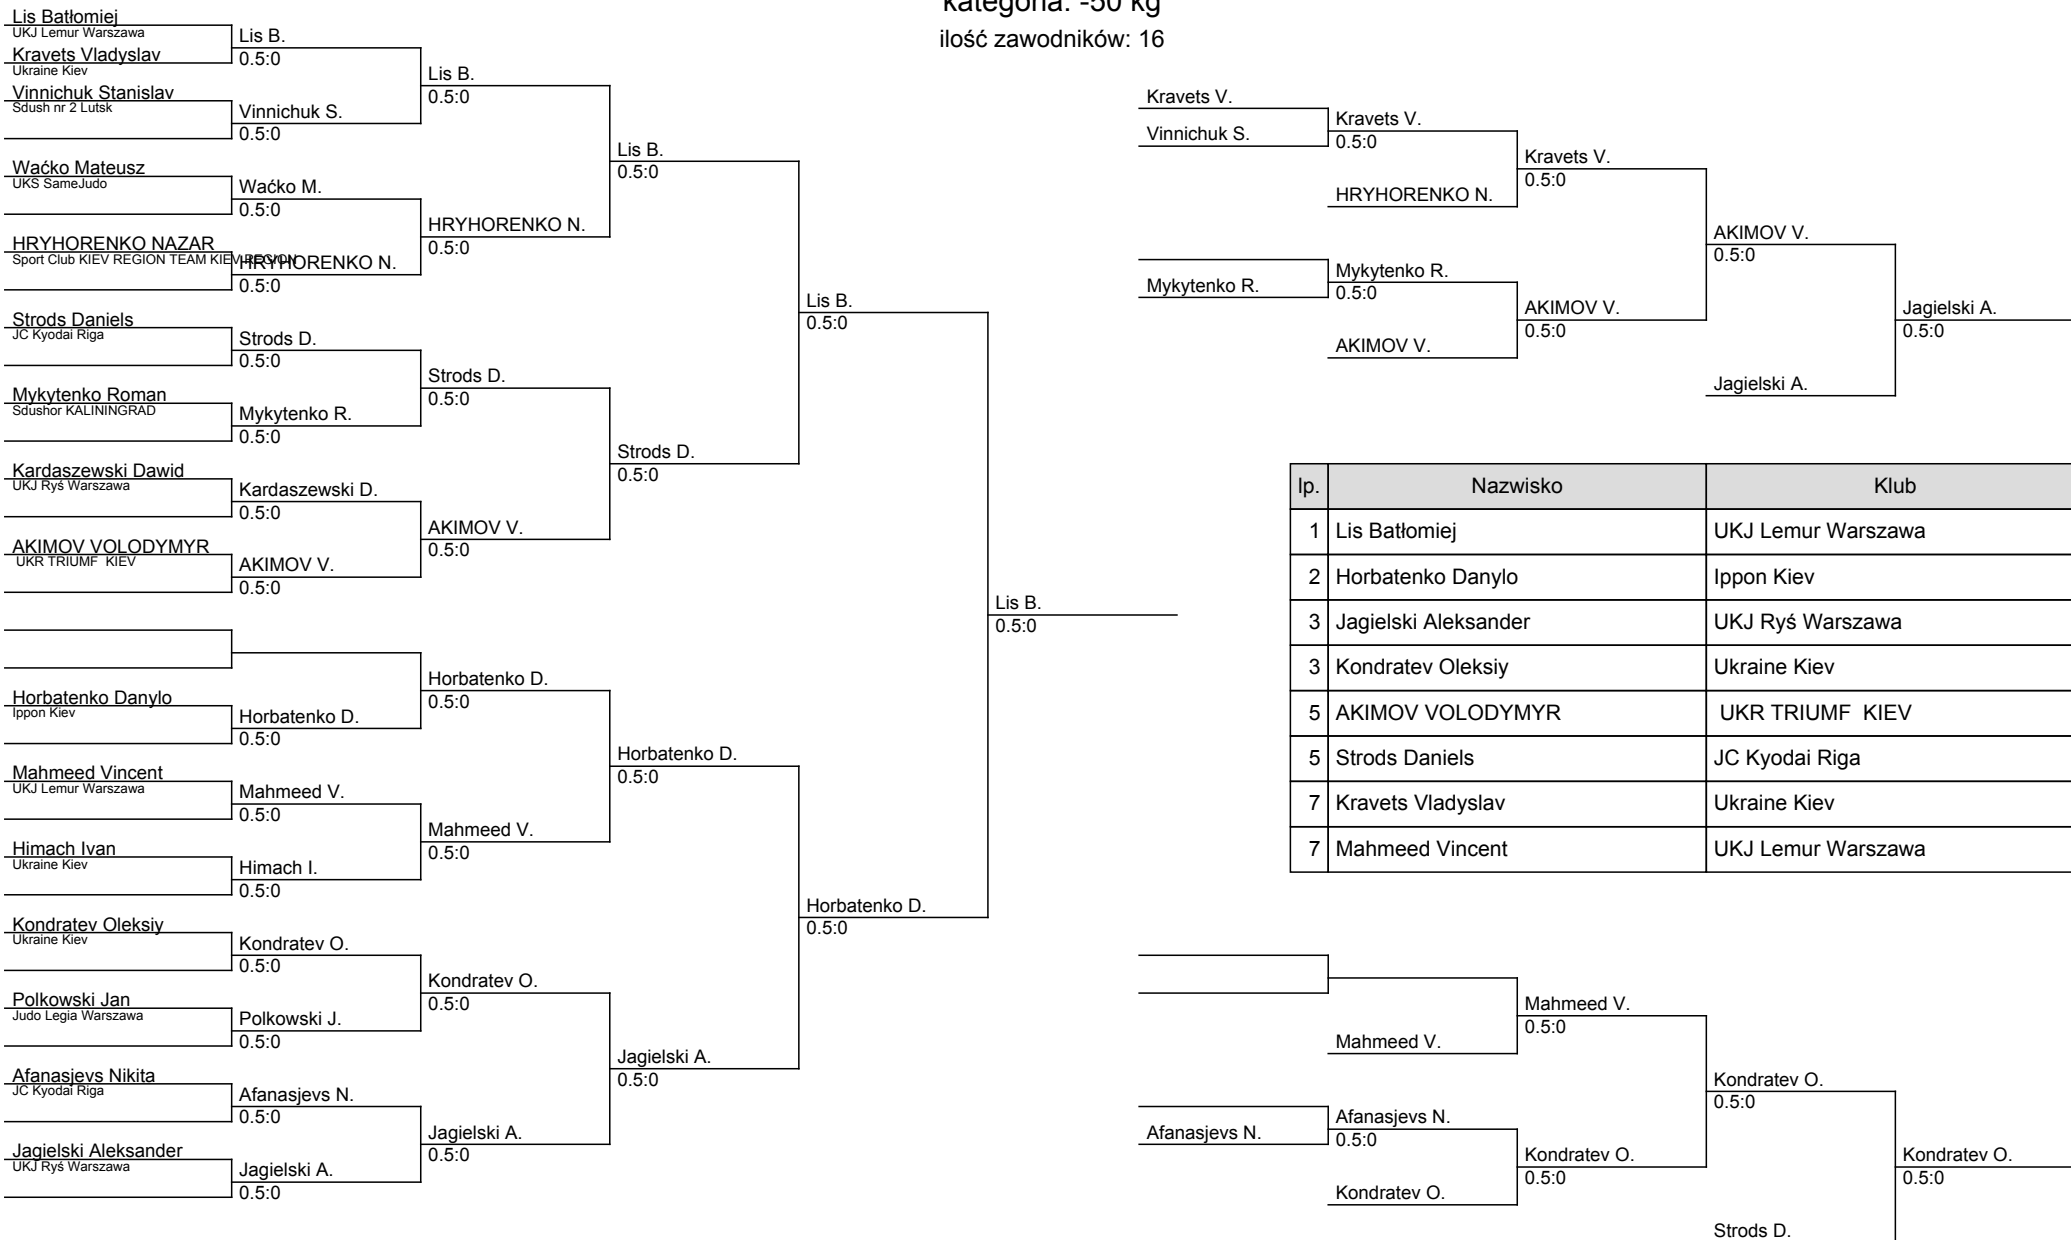 kategoria: -50 kg
ilość zawodników: 16
Lis Batłomiej
UKJ Lemur Warszawa
Kravets Vladyslav
Ukraine Kiev
Vinnichuk Stanislav
Sdush nr 2 Lutsk
Waćko Mateusz
UKS SameJudo
HRYHORENKO NAZAR
Sport Club KIEV REGION TEAM KIEV REGION
Strods Daniels
JC Kyodai Riga
Mykytenko Roman
Sdushor KALININGRAD
Kardaszewski Dawid
UKJ Ryś Warszawa
AKIMOV VOLODYMYR
UKR TRIUMF KIEV
Horbatenko Danylo
Ippon Kiev
Mahmeed Vincent
UKJ Lemur Warszawa
Himach Ivan
Ukraine Kiev
Kondratev Oleksiy
Ukraine Kiev
Polkowski Jan
Judo Legia Warszawa
Afanasjevs Nikita
JC Kyodai Riga
Jagielski Aleksander
UKJ Ryś Warszawa
Lis B.
0.5:0
Vinnichuk S.
0.5:0
Waćko M.
0.5:0
HRYHORENKO N.
0.5:0
Strods D.
0.5:0
Mykytenko R.
0.5:0
Kardaszewski D.
0.5:0
AKIMOV V.
0.5:0
Horbatenko D.
0.5:0
Mahmeed V.
0.5:0
Himach I.
0.5:0
Kondratev O.
0.5:0
Polkowski J.
0.5:0
Afanasjevs N.
0.5:0
Jagielski A.
0.5:0
Lis B.
0.5:0
HRYHORENKO N.
0.5:0
Strods D.
0.5:0
AKIMOV V.
0.5:0
Horbatenko D.
0.5:0
Mahmeed V.
0.5:0
Kondratev O.
0.5:0
Jagielski A.
0.5:0
Lis B.
0.5:0
Strods D.
0.5:0
Horbatenko D.
0.5:0
Jagielski A.
0.5:0
Lis B.
0.5:0
Horbatenko D.
0.5:0
Lis B.
0.5:0
Kravets V.
Vinnichuk S.
Mykytenko R.
Kravets V.
0.5:0
HRYHORENKO N.
Mykytenko R.
0.5:0
AKIMOV V.
Kravets V.
0.5:0
AKIMOV V.
0.5:0
AKIMOV V.
0.5:0
Jagielski A.
Jagielski A.
0.5:0
lp. Nazwisko Klub
1 Lis Batłomiej UKJ Lemur Warszawa
2 Horbatenko Danylo Ippon Kiev
3 Jagielski Aleksander UKJ Ryś Warszawa
3 Kondratev Oleksiy Ukraine Kiev
5 AKIMOV VOLODYMYR UKR TRIUMF KIEV
5 Strods Daniels JC Kyodai Riga
7 Kravets Vladyslav Ukraine Kiev
7 Mahmeed Vincent UKJ Lemur Warszawa
Afanasjevs N.
Mahmeed V.
Afanasjevs N.
0.5:0
Kondratev O.
Mahmeed V.
0.5:0
Kondratev O.
0.5:0
Kondratev O.
0.5:0
Strods D.
Kondratev O.
0.5:0